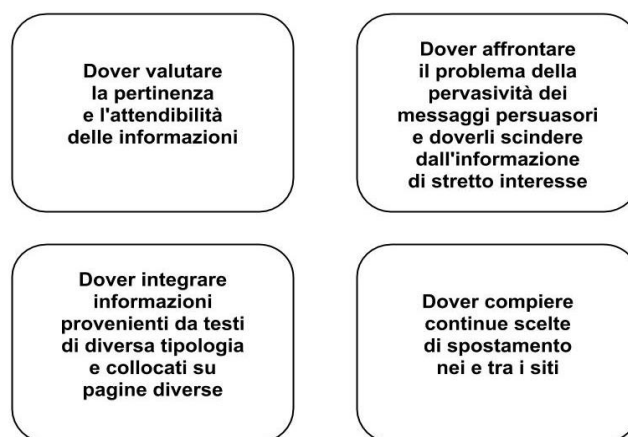 Dover valutare
la pertinenza
e l'attendibilità
delle informazioni
Dover affrontare
il problema della
pervasività dei
messaggi persuasori
e doverli scindere
dall'informazione
di stretto interesse
Dover integrare
informazioni
provenienti da testi
di diversa tipologia
e collocati su
pagine diverse
Dover compiere
continue scelte
di spostamento
nei e tra i siti